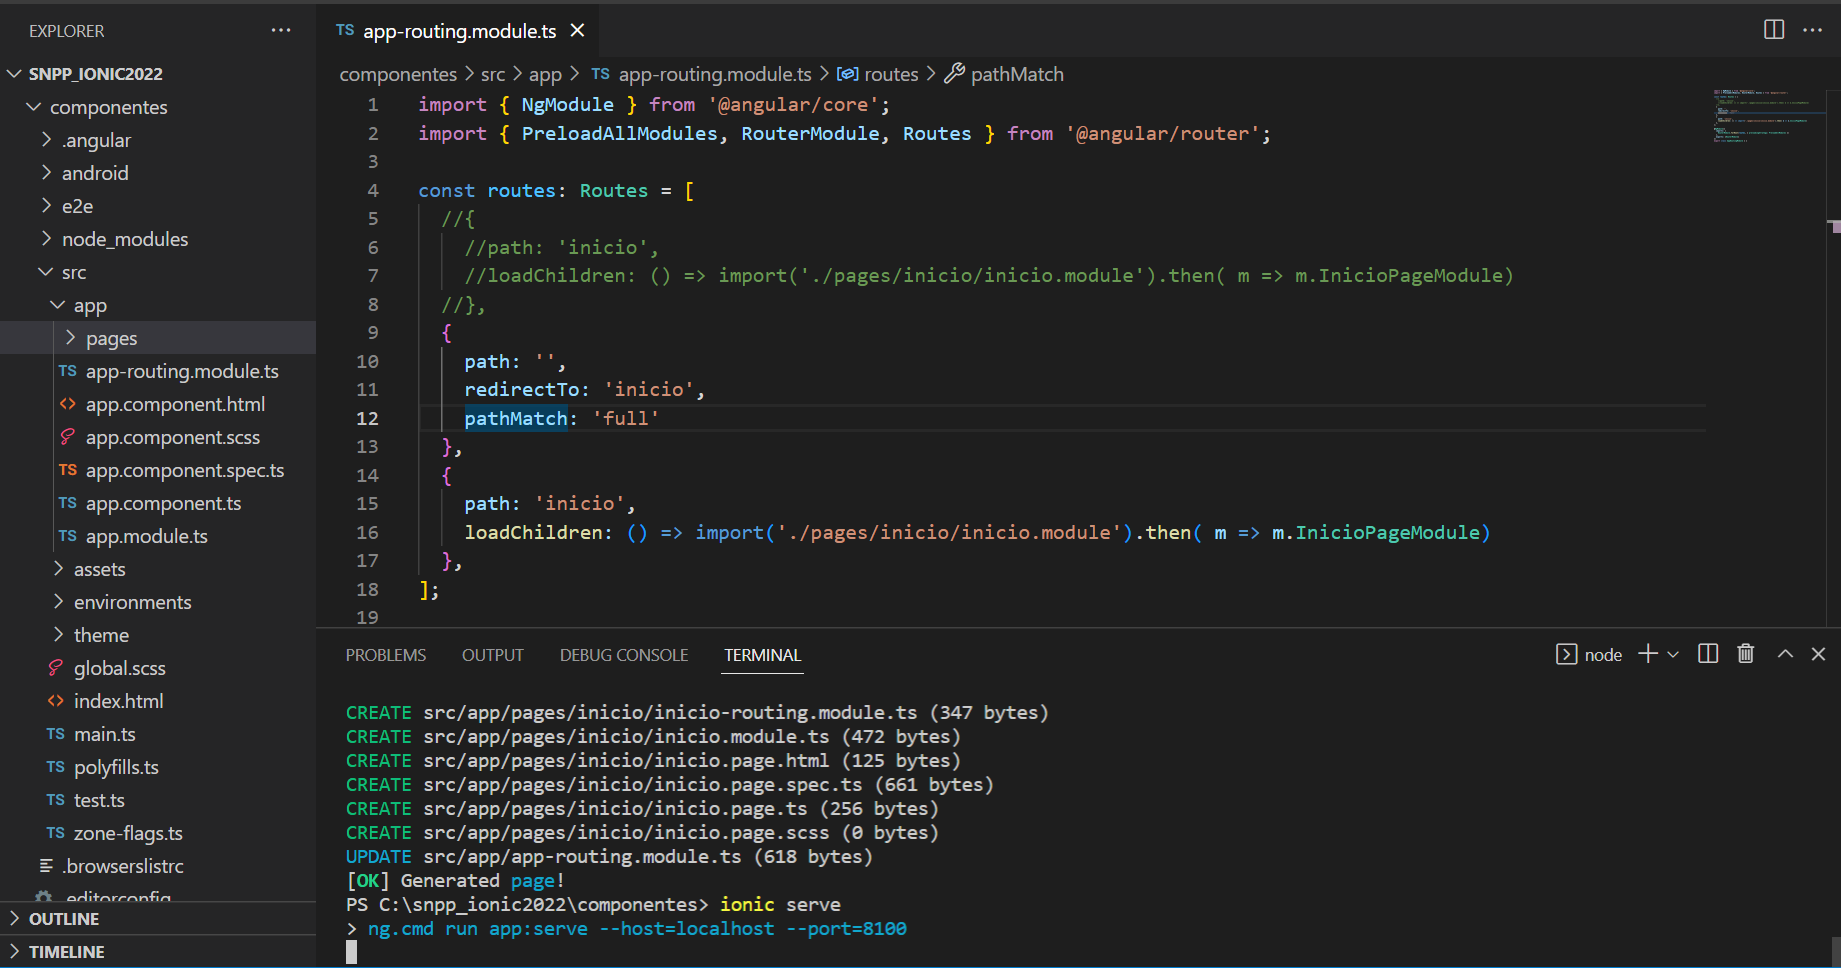 EXPLORER
SNPP_IONIC2022
componentes
.angular
android
e2e
node_modules
src
app
pages
TS app-routing.module.ts
<> app.component.html
app.component.scss
TS app.component.spec.ts
TS app.component.ts
TS app.module.ts
assets
environments
theme
global.scss
<> index.html
TS main.ts
TS polyfills.ts
TS test.ts
TS zone-flags.ts
.browserslistrc
.editorconfig
OUTLINE
TIMELINE
TS app-routing.module.ts
componentes > src > app > TS app-routing.module.ts > routes > pathMatch
1 import { NgModule } from '@angular/core';
2 import { PreloadAllModules, RouterModule, Routes } from '@angular/router';
3
4 const routes: Routes = [
5 //{
6 //path: 'inicio',
7 //loadChildren: () => import('./pages/inicio/inicio.module').then( m => m.InicioPageModule)
8 //},
9 {
10 path: '',
11 redirectTo: 'inicio',
12 pathMatch: 'full'
13 },
14 {
15 path: 'inicio',
16 loadChildren: () => import('./pages/inicio/inicio.module').then( m => m.InicioPageModule)
17 },
18 ];
19
PROBLEMS OUTPUT DEBUG CONSOLE TERMINAL node
CREATE src/app/pages/inicio/inicio-routing.module.ts (347 bytes)
CREATE src/app/pages/inicio/inicio.module.ts (472 bytes)
CREATE src/app/pages/inicio/inicio.page.html (125 bytes)
CREATE src/app/pages/inicio/inicio.page.spec.ts (661 bytes)
CREATE src/app/pages/inicio/inicio.page.ts (256 bytes)
CREATE src/app/pages/inicio/inicio.page.scss (0 bytes)
UPDATE src/app/app-routing.module.ts (618 bytes)
[OK] Generated page!
PS C:\snpp_ionic2022\componentes> ionic serve
> ng.cmd run app:serve --host=localhost --port=8100